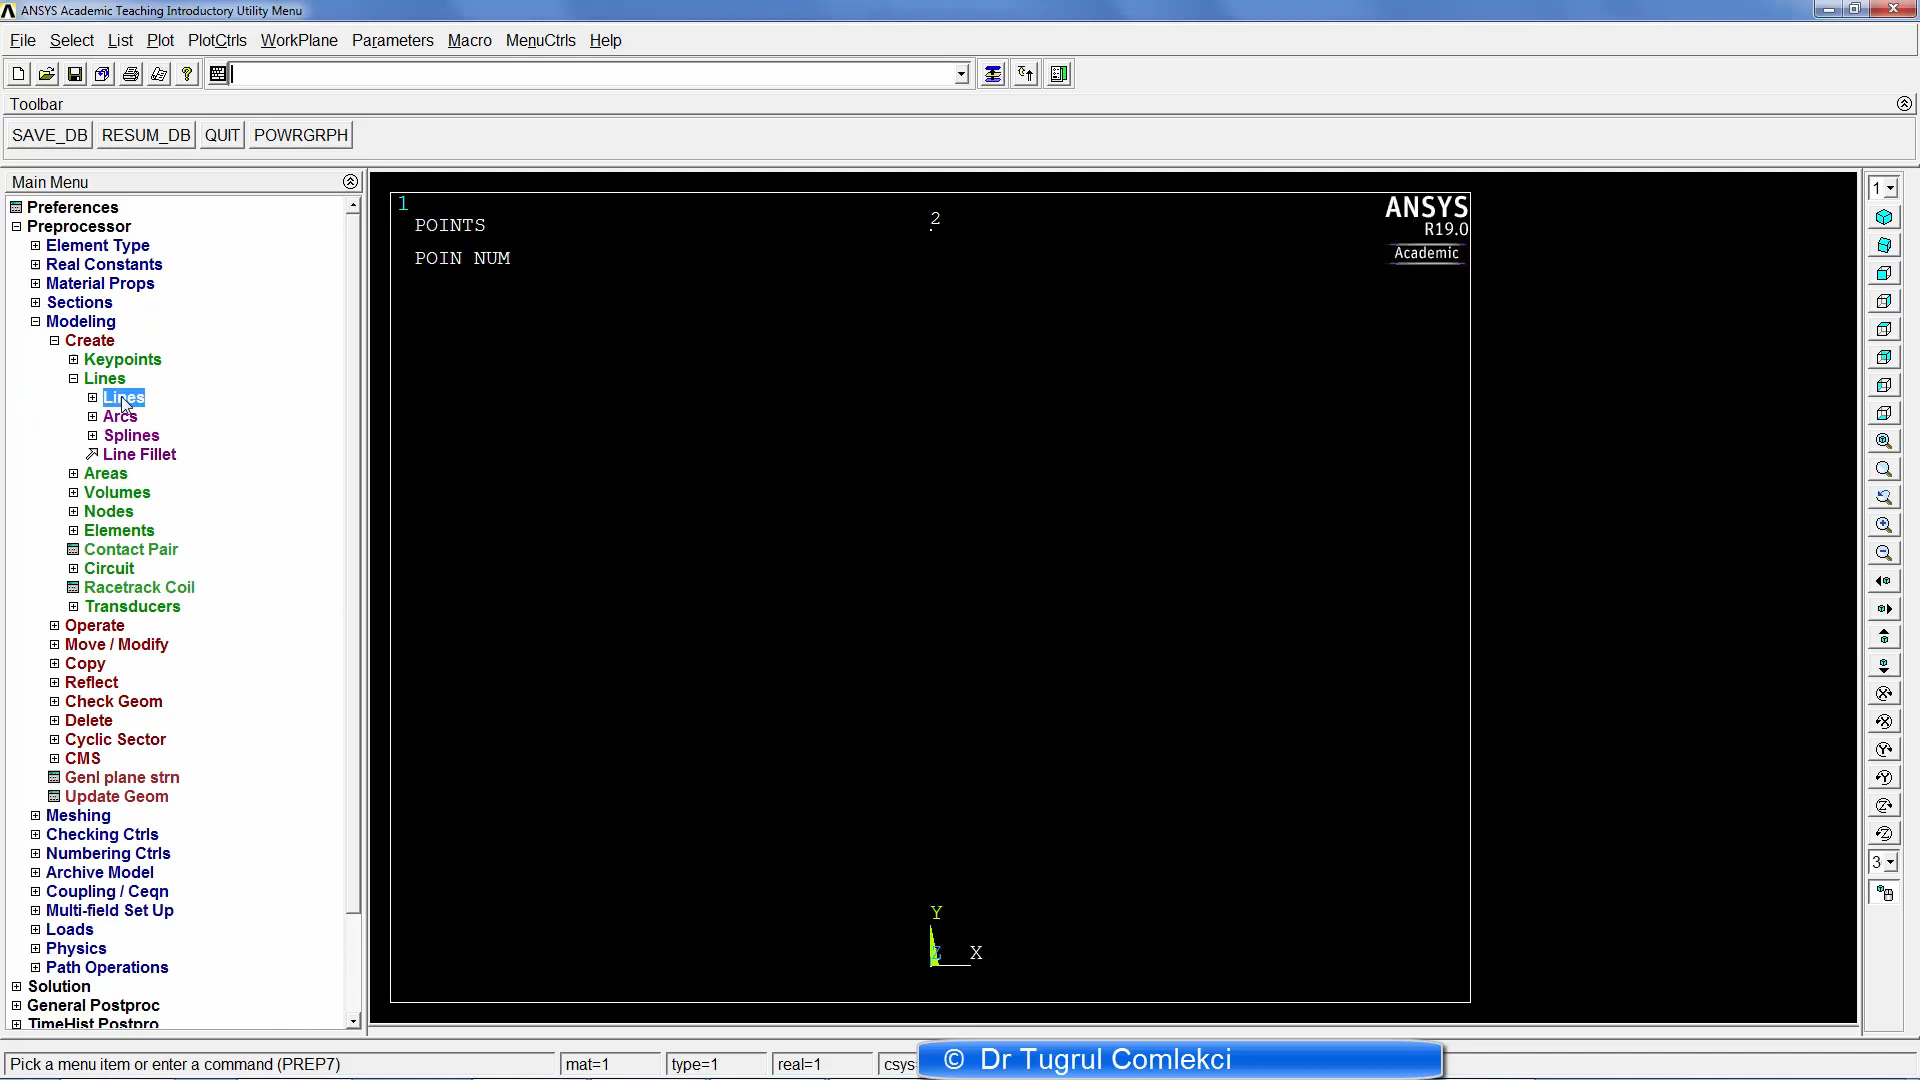 ANSYS Academic Teaching Introductory Utility Menu
File Select List Plot PlotCtrls WorkPlane Parameters Macro MenuCtrls Help
Toolbar
SAVE_DB RESUM_DB QUIT POWRGRPH
Main Menu
Preferences
Preprocessor
Element Type
Real Constants
Material Props
Sections
Modeling
Create
Keypoints
Lines
Lines
Arcs
Splines
Line Fillet
Areas
Volumes
Nodes
Elements
Contact Pair
Circuit
Racetrack Coil
Transducers
Operate
Move / Modify
Copy
Reflect
Check Geom
Delete
Cyclic Sector
CMS
Genl plane strn
Update Geom
Meshing
Checking Ctrls
Numbering Ctrls
Archive Model
Coupling / Ceqn
Multi-field Set Up
Loads
Physics
Path Operations
Solution
General Postproc
TimeHist Postpro
1
POINTS
POIN NUM
2
ANSYS
R19.0
Academic
Y
Z X
1
3
Pick a menu item or enter a command (PREP7) mat=1 type=1 real=1 csys
© Dr Tugrul Comlekci